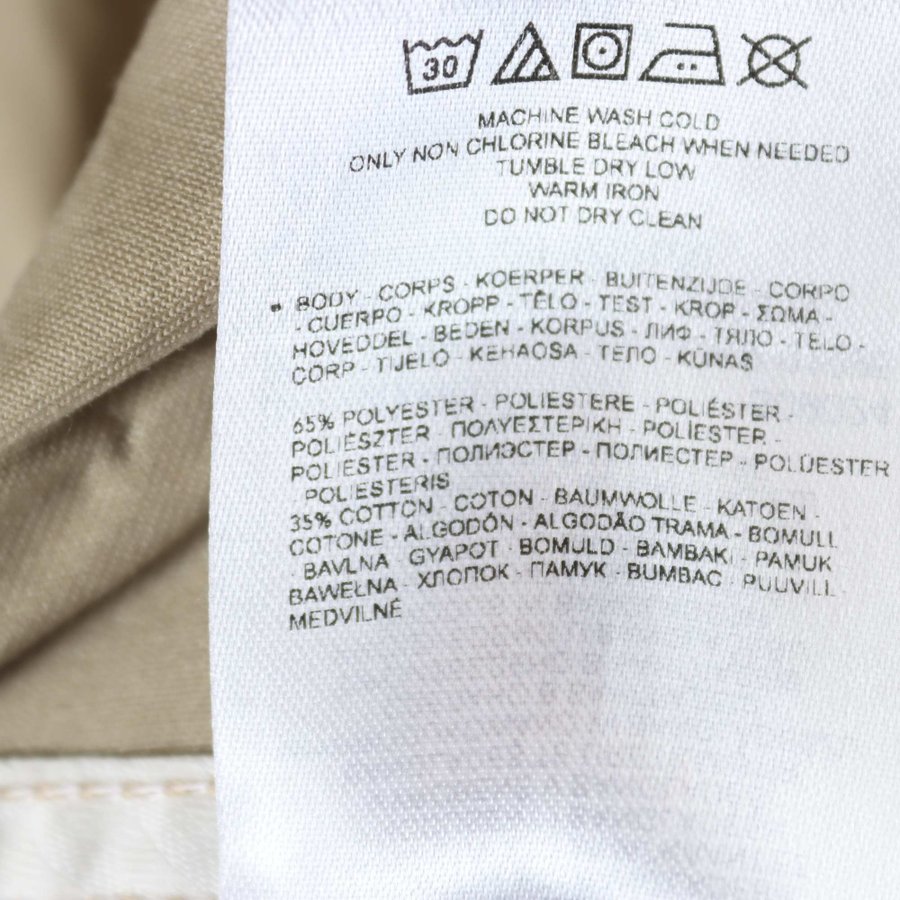 30
MACHINE WASH COLD
ONLY NON CHLORINE BLEACH WHEN NEEDED
TUMBLE DRY LOW
WARM IRON
DO NOT DRY CLEAN
• BODY - CORPS - KOERPER - BUITENZIJDE - CORPO
- CUERPO - KROPP - TĚLO - TEST - KROP - ΣΩΜΑ -
HOVEDDEL - BEDEN - KORPUS - ЛИФ - ТЯЛО - TELO -
CORP - TIJELO - КЕНАОSА - ТЕЛО - KŪNAS
65% POLYESTER - POLIESTERE - POLIÉSTER -
POLIÉSZTER - ΠΟΛΥΕΣΤΕΡΙΚΗ - POLİESTER -
POLIESTER - ПОЛИЭСТЕР - ПОЛИЕСТЕР - POLÜESTER
- POLIESTERIS
35% COTTON - COTON - BAUMWOLLE - KATOEN -
COTONE - ALGODÓN - ALGODÃO TRAMA - BOMULL
- BAVLNA - GYAPOT - BOMULD - BAMBAKI - PAMUK -
BAWEŁNA - ХЛОПОК - ПАМУК - BUMBAC - PUUVILL -
MEDVILNĖ